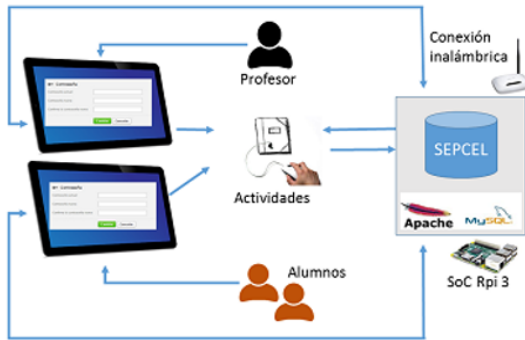 Conexión
inalámbrica
Profesor
SEPCEL
Actividades
Apache
MySQL
SoC Rpi 3
Alumnos